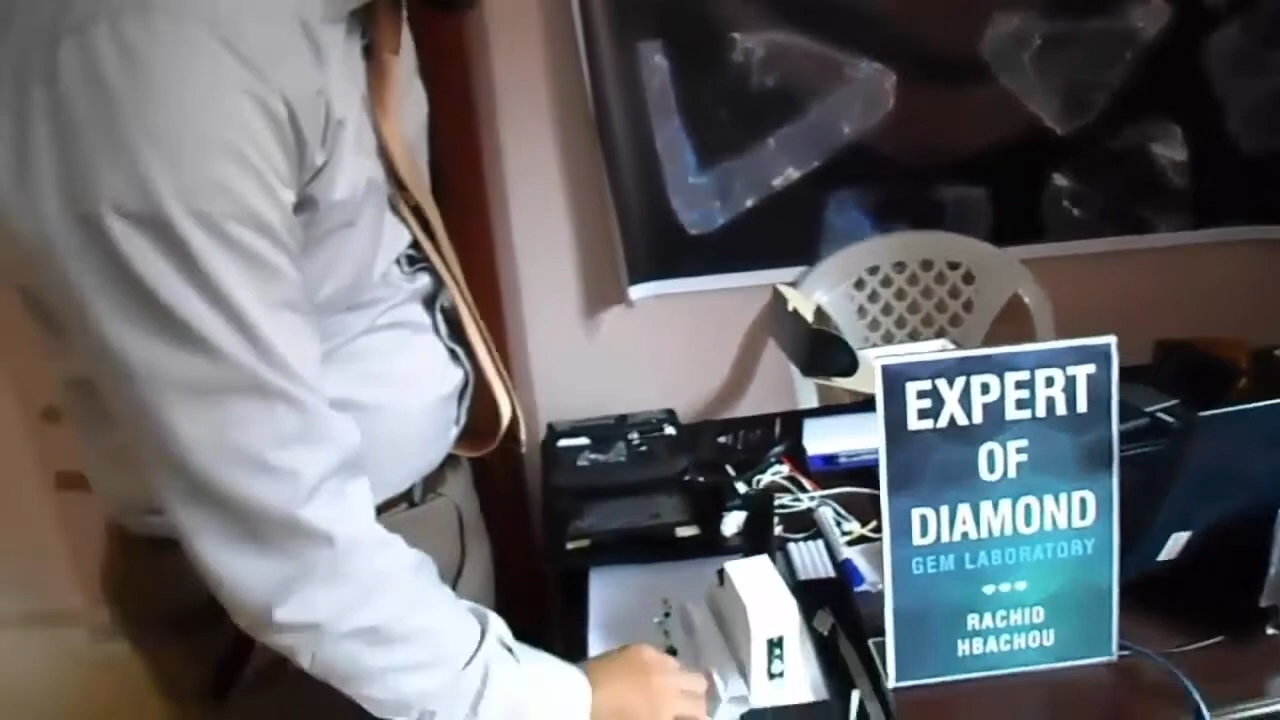 EXPERT
OF
DIAMOND
GEM LABORATORY
RACHID
HBACHOU